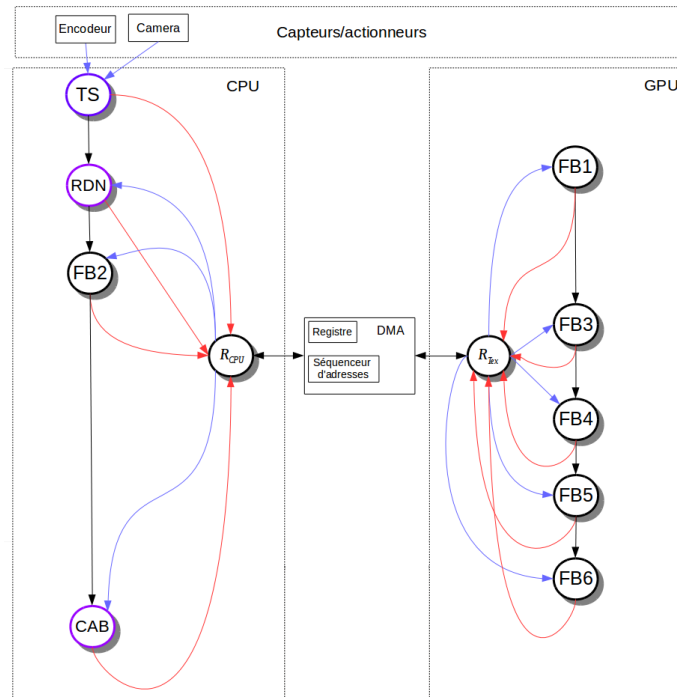 Encodeur
Camera
Capteurs/actionneurs
CPU
GPU
TS
RDN
FB2
CAB
R_CPU
Registre
DMA
Séquenceur
d'adresses
R_Tex
FB1
FB3
FB4
FB5
FB6